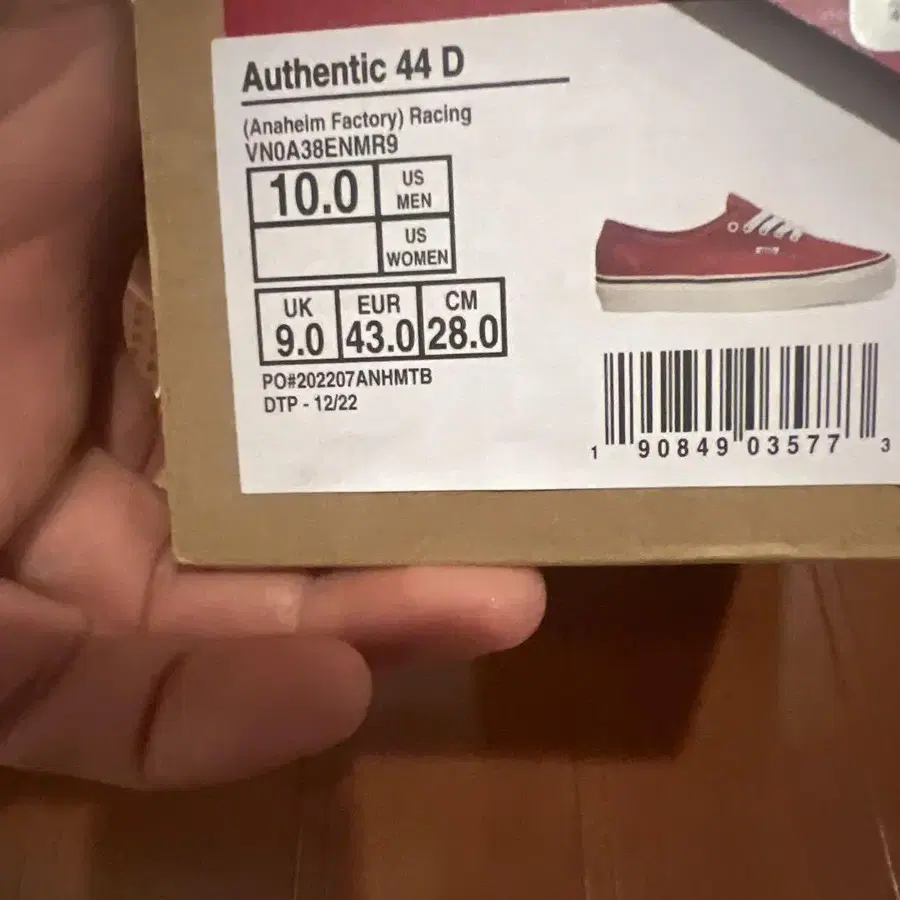 Authentic 44 D
(Anaheim Factory) Racing
VN0A38ENMR9
10.0 US MEN
US WOMEN
UK EUR CM
9.0 43.0 28.0
PO#202207ANHMTB
DTP - 12/22
1 90849 03577 3